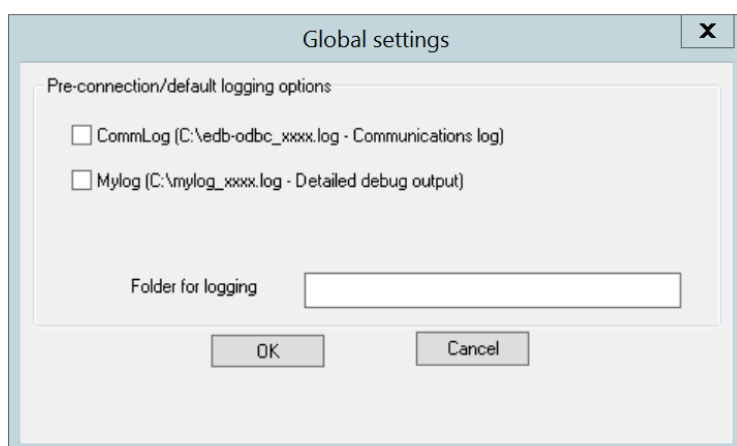 Global settings
X
Pre-connection/default logging options
CommLog (C:\edb-odbc_xxxx.log - Communications log)
Mylog (C:\mylog_xxxx.log - Detailed debug output)
Folder for logging
OK Cancel